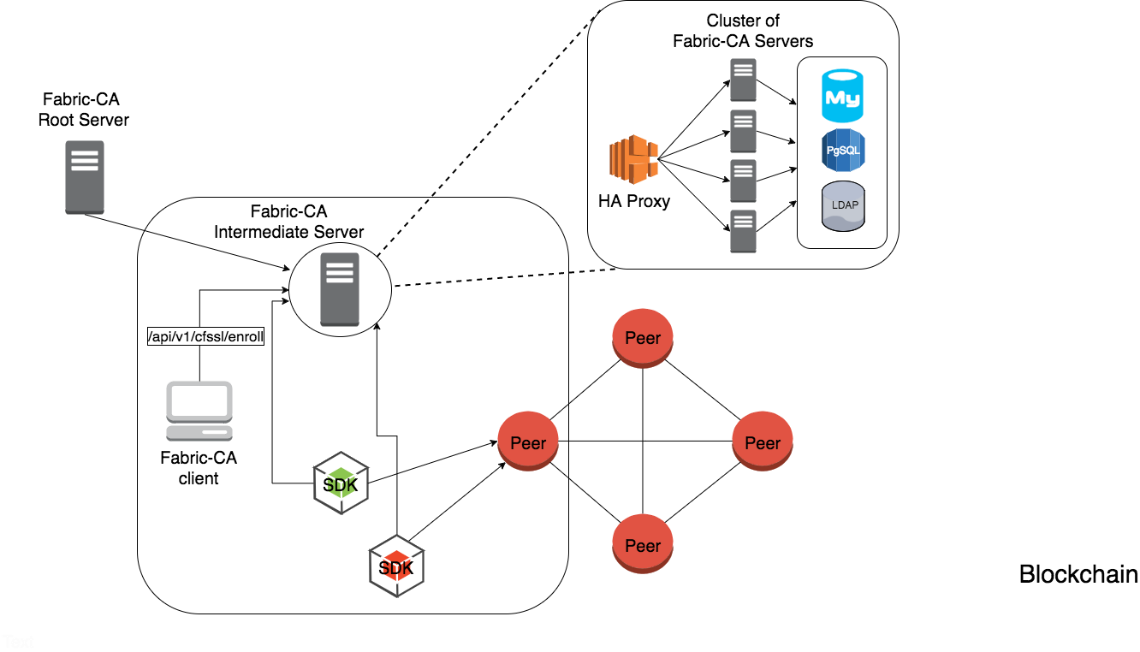 Cluster of
Fabric-CA Servers
Fabric-CA
Root Server
My
PgSQL
HA Proxy
LDAP
Fabric-CA
Intermediate Server
/api/v1/cfssl/enroll
Peer
Peer
Peer
Fabric-CA
client
SDK
Peer
SDK
Blockchain
Text